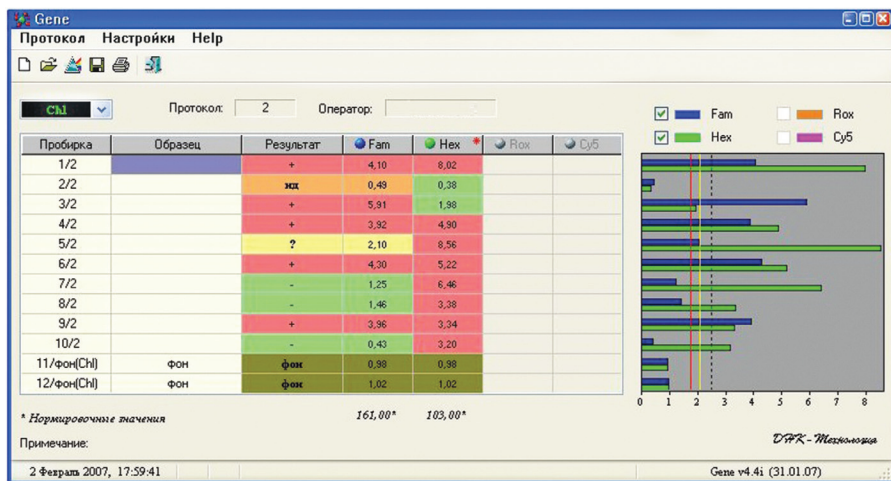 Gene
Протокол Настройки Help
Chl Протокол: 2 Оператор:
Fam Rox
Hex Cy5
Пробирка Образец Результат Fam Hex * Rox Cy5
1/2 + 4,10 8,02
2/2 нд 0,49 0,38
3/2 + 5,91 1,98
4/2 + 3,92 4,90
5/2 ? 2,10 8,56
6/2 + 4,30 5,22
7/2 - 1,25 6,46
8/2 - 1,46 3,38
9/2 + 3,96 3,34
10/2 - 0,43 3,20
11/фон(Chl) фон фон 0,98 0,98
12/фон(Chl) фон фон 1,02 1,02
0 1 2 3 4 5 6 7 8
* Нормировочные значения 161,00* 103,00*
Примечание:
ДНК-Технология
2 Февраль 2007, 17:59:41 Gene v4.4i (31.01.07)